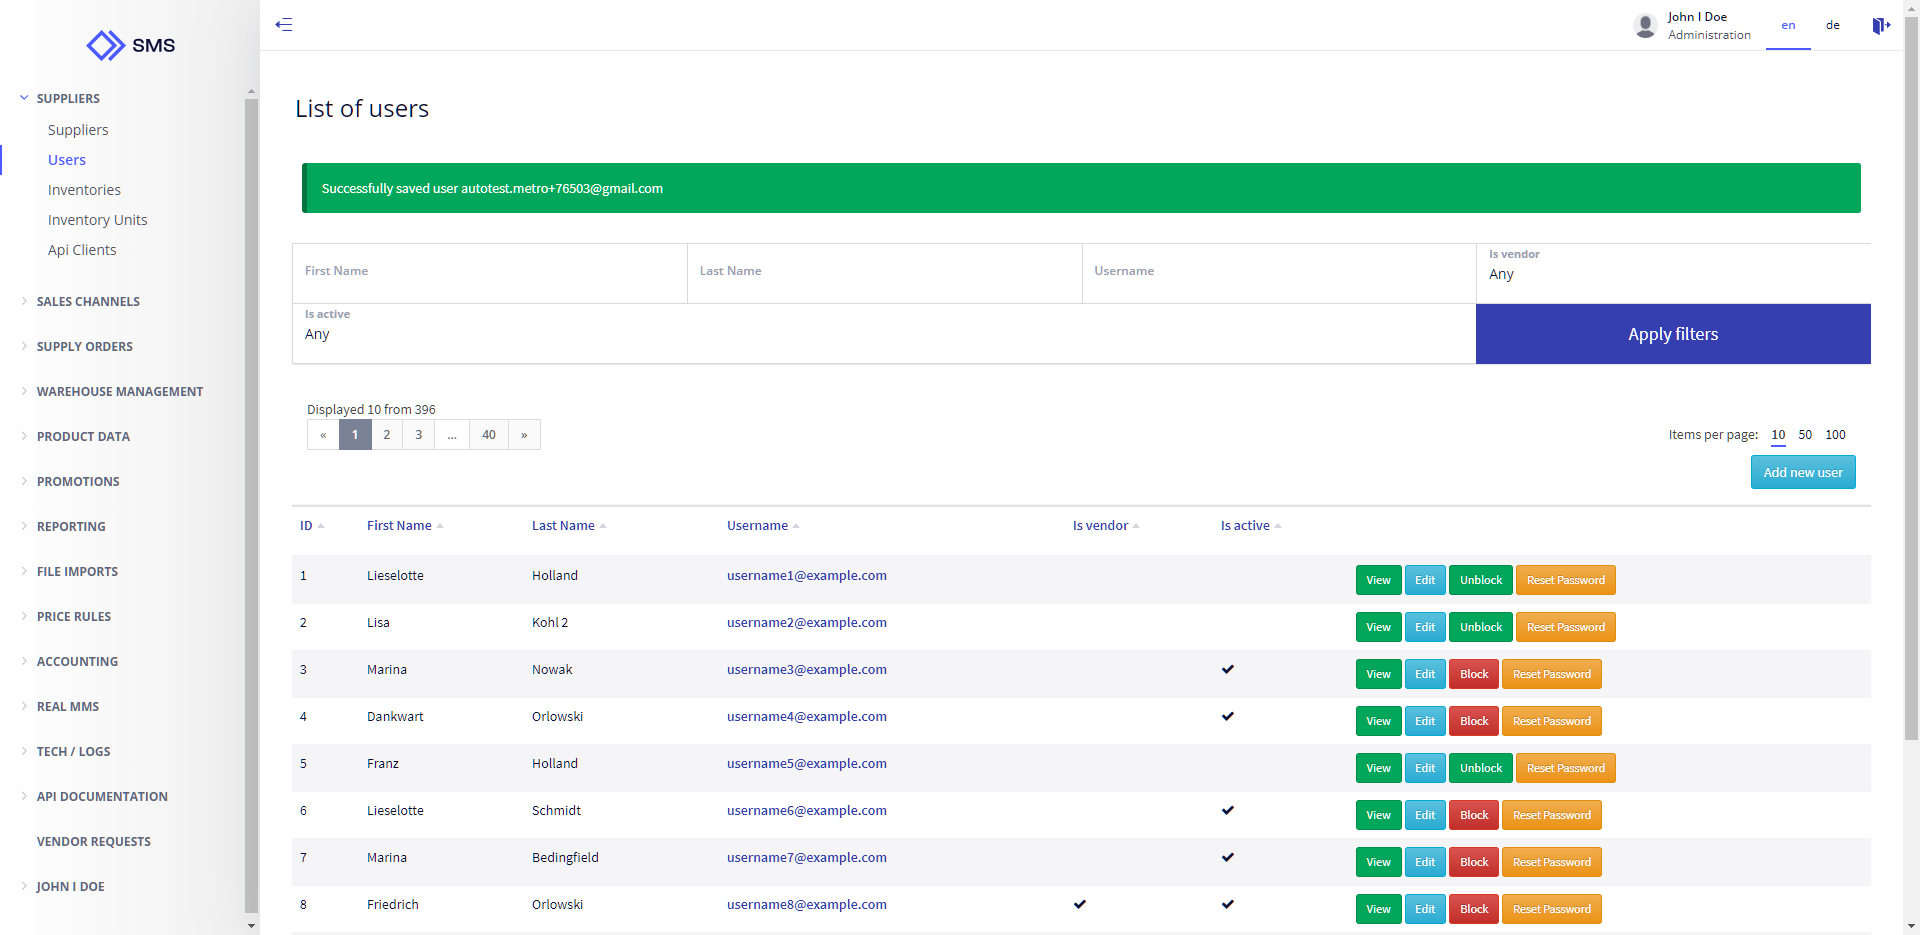 SMS
SUPPLIERS
Suppliers
Users
Inventories
Inventory Units
Api Clients
SALES CHANNELS
SUPPLY ORDERS
WAREHOUSE MANAGEMENT
PRODUCT DATA
PROMOTIONS
REPORTING
FILE IMPORTS
PRICE RULES
ACCOUNTING
REAL MMS
TECH / LOGS
API DOCUMENTATION
VENDOR REQUESTS
JOHN I DOE
John I Doe
Administration
en de
List of users
Successfully saved user autotest.metro+76503@gmail.com
First Name Last Name Username Is vendor
Any
Is active
Any
Apply filters
Displayed 10 from 396
« 1 2 3 ... 40 »
Items per page: 10 50 100
Add new user
ID First Name Last Name Username Is vendor Is active
1 Lieselotte Holland username1@example.com View Edit Unblock Reset Password
2 Lisa Kohl 2 username2@example.com View Edit Unblock Reset Password
3 Marina Nowak username3@example.com View Edit Block Reset Password
4 Dankwart Orlowski username4@example.com View Edit Block Reset Password
5 Franz Holland username5@example.com View Edit Unblock Reset Password
6 Lieselotte Schmidt username6@example.com View Edit Block Reset Password
7 Marina Bedingfield username7@example.com View Edit Block Reset Password
8 Friedrich Orlowski username8@example.com View Edit Block Reset Password